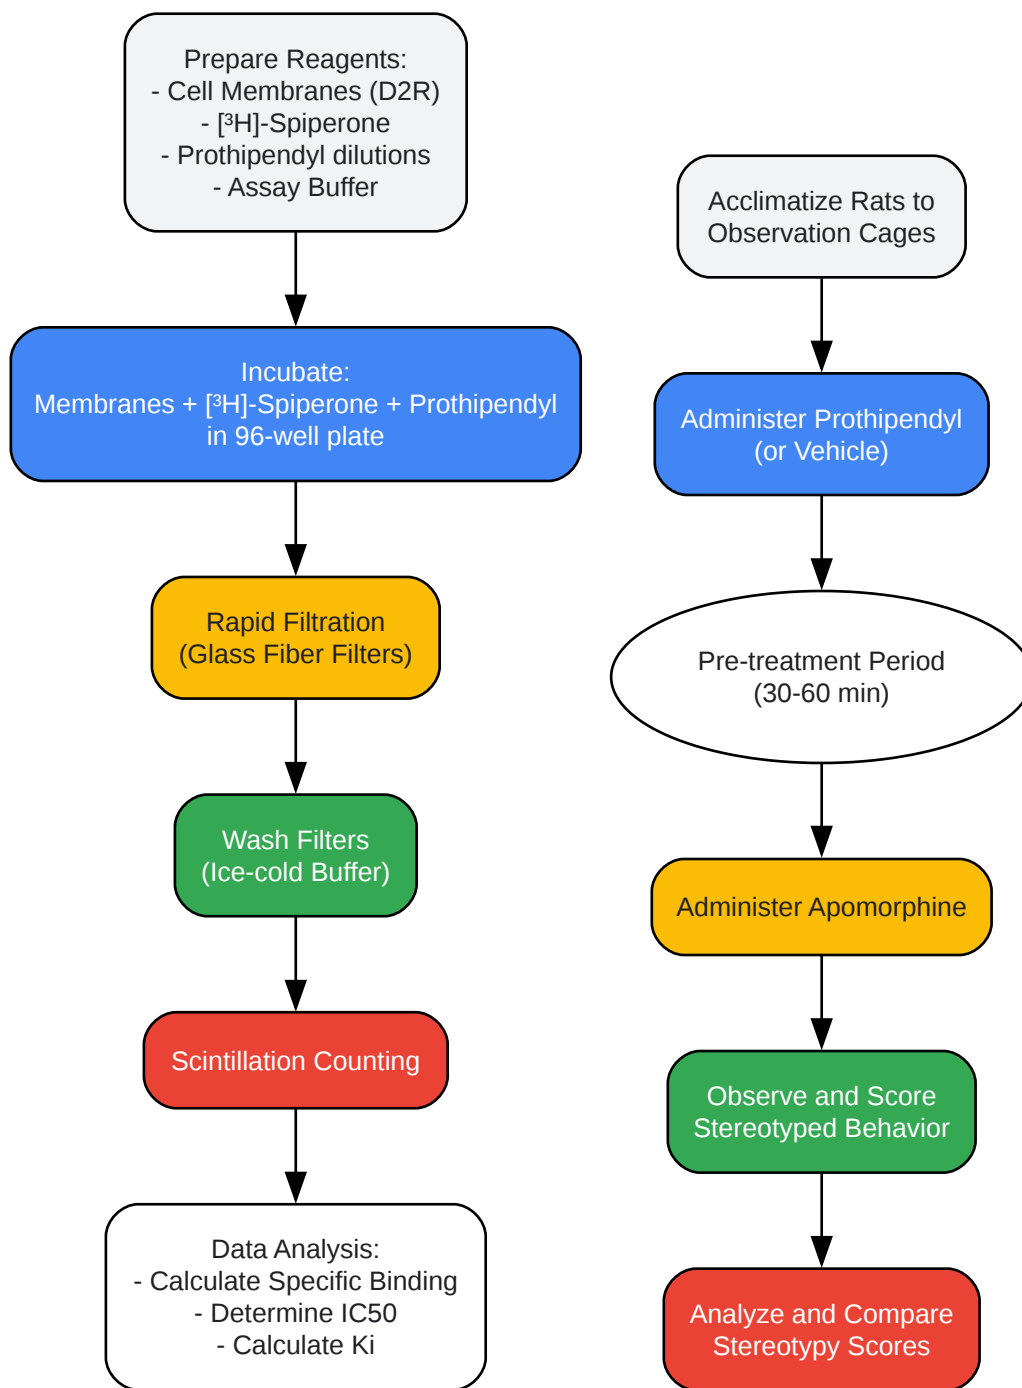 Prepare Reagents:
- Cell Membranes (D2R)
- [³H]-Spiperone
- Prothipendyl dilutions
- Assay Buffer
Incubate:
Membranes + [³H]-Spiperone + Prothipendyl
in 96-well plate
Rapid Filtration
(Glass Fiber Filters)
Wash Filters
(Ice-cold Buffer)
Scintillation Counting
Data Analysis:
- Calculate Specific Binding
- Determine IC50
- Calculate Ki
Acclimatize Rats to
Observation Cages
Administer Prothipendyl
(or Vehicle)
Pre-treatment Period
(30-60 min)
Administer Apomorphine
Observe and Score
Stereotyped Behavior
Analyze and Compare
Stereotypy Scores